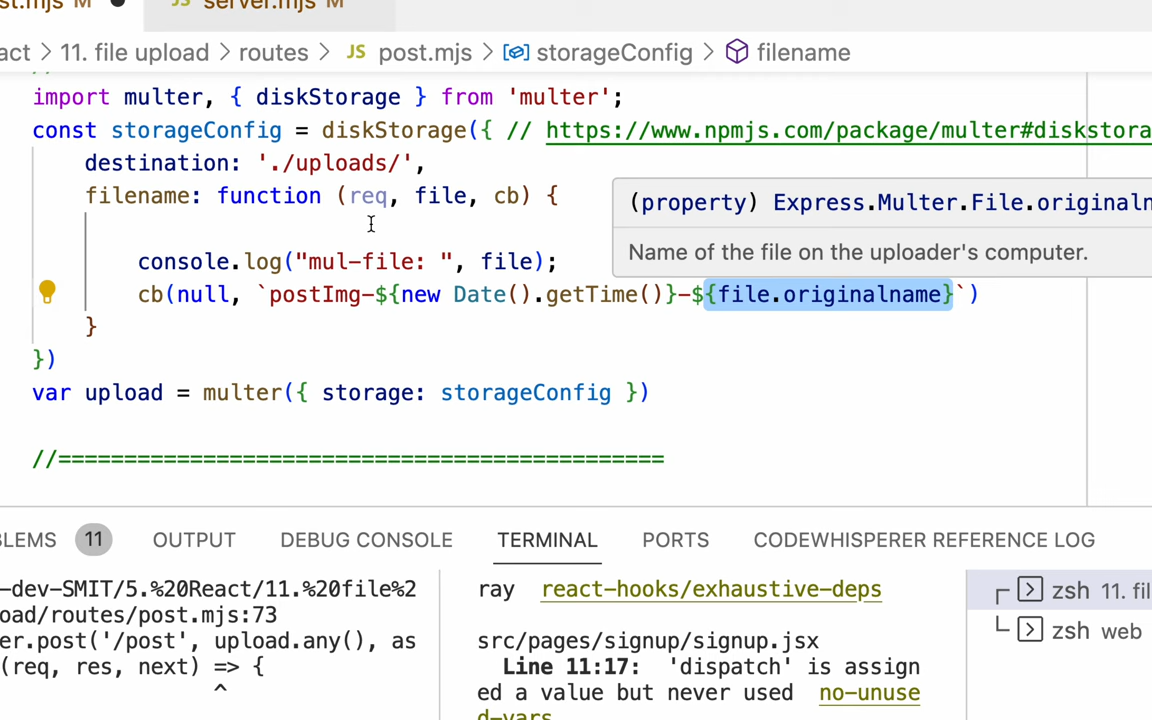 st.mjs M ● JS server.mjs M
act > 11. file upload > routes > JS post.mjs > storageConfig > filename
import multer, { diskStorage } from 'multer';
const storageConfig = diskStorage({ // https://www.npmjs.com/package/multer#diskstora
destination: './uploads/',
filename: function (req, file, cb) {
(property) Express.Multer.File.originaln
Name of the file on the uploader's computer.
console.log("mul-file: ", file);
cb(null, `postImg-${new Date().getTime()}-${file.originalname}`)
}
})
var upload = multer({ storage: storageConfig })
//==============================================
BLEMS 11 OUTPUT DEBUG CONSOLE TERMINAL PORTS CODEWHISPERER REFERENCE LOG
-dev-SMIT/5.%20React/11.%20file%2
oad/routes/post.mjs:73
er.post('/post', upload.any(), as
(req, res, next) => {
^
ray react-hooks/exhaustive-deps
src/pages/signup/signup.jsx
Line 11:17: 'dispatch' is assign
ed a value but never used no-unuse
d-vars
zsh 11. fil
zsh web